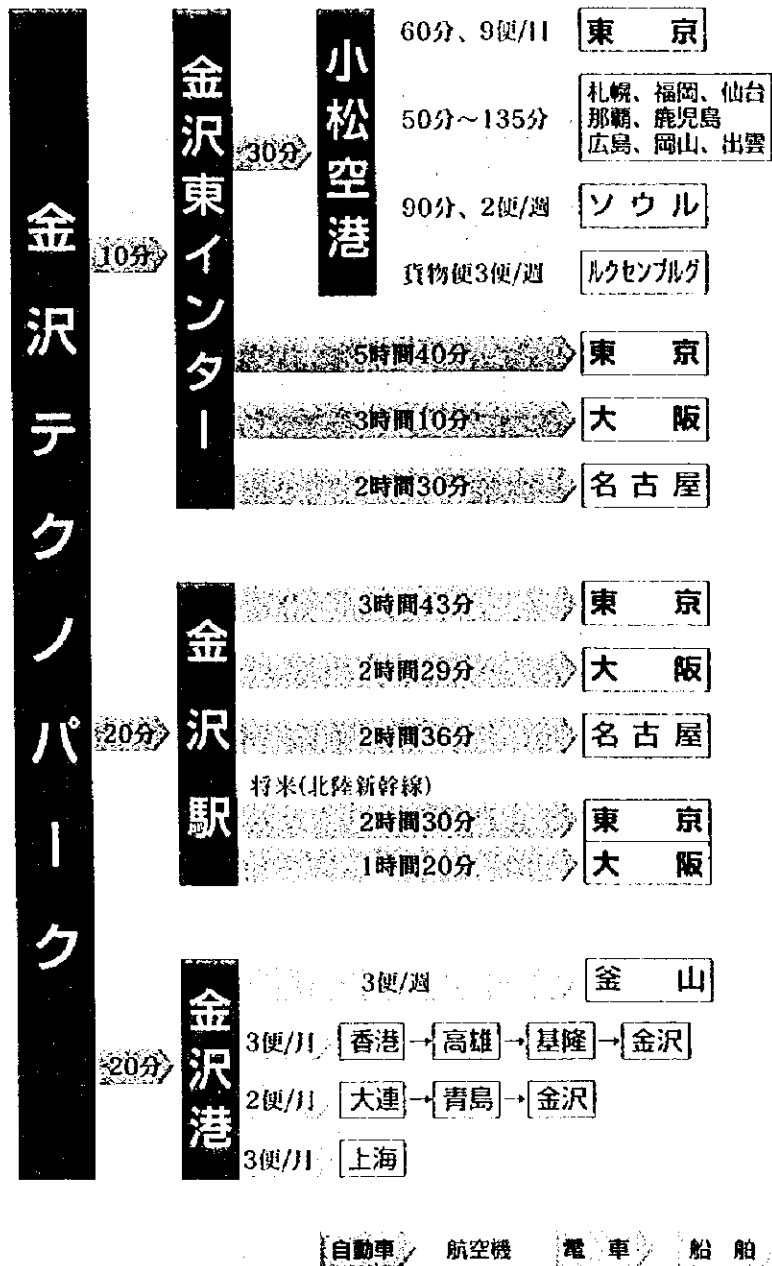 金沢テクノパーク
10分
金沢東インター
30分
小松空港
60分、9便/日
東京
50分～135分
札幌、福岡、仙台
那覇、鹿児島
広島、岡山、出雲
90分、2便/週
ソウル
貨物便3便/週
ルクセンブルグ
5時間40分
東京
3時間10分
大阪
2時間30分
名古屋
20分
金沢駅
3時間43分
東京
2時間29分
大阪
2時間36分
名古屋
将来(北陸新幹線)
2時間30分
東京
1時間20分
大阪
20分
金沢港
3便/週
釜山
3便/月 香港→高雄→基隆→金沢
2便/月 大連→青島→金沢
3便/月 上海
自動車 航空機 電車 船舶